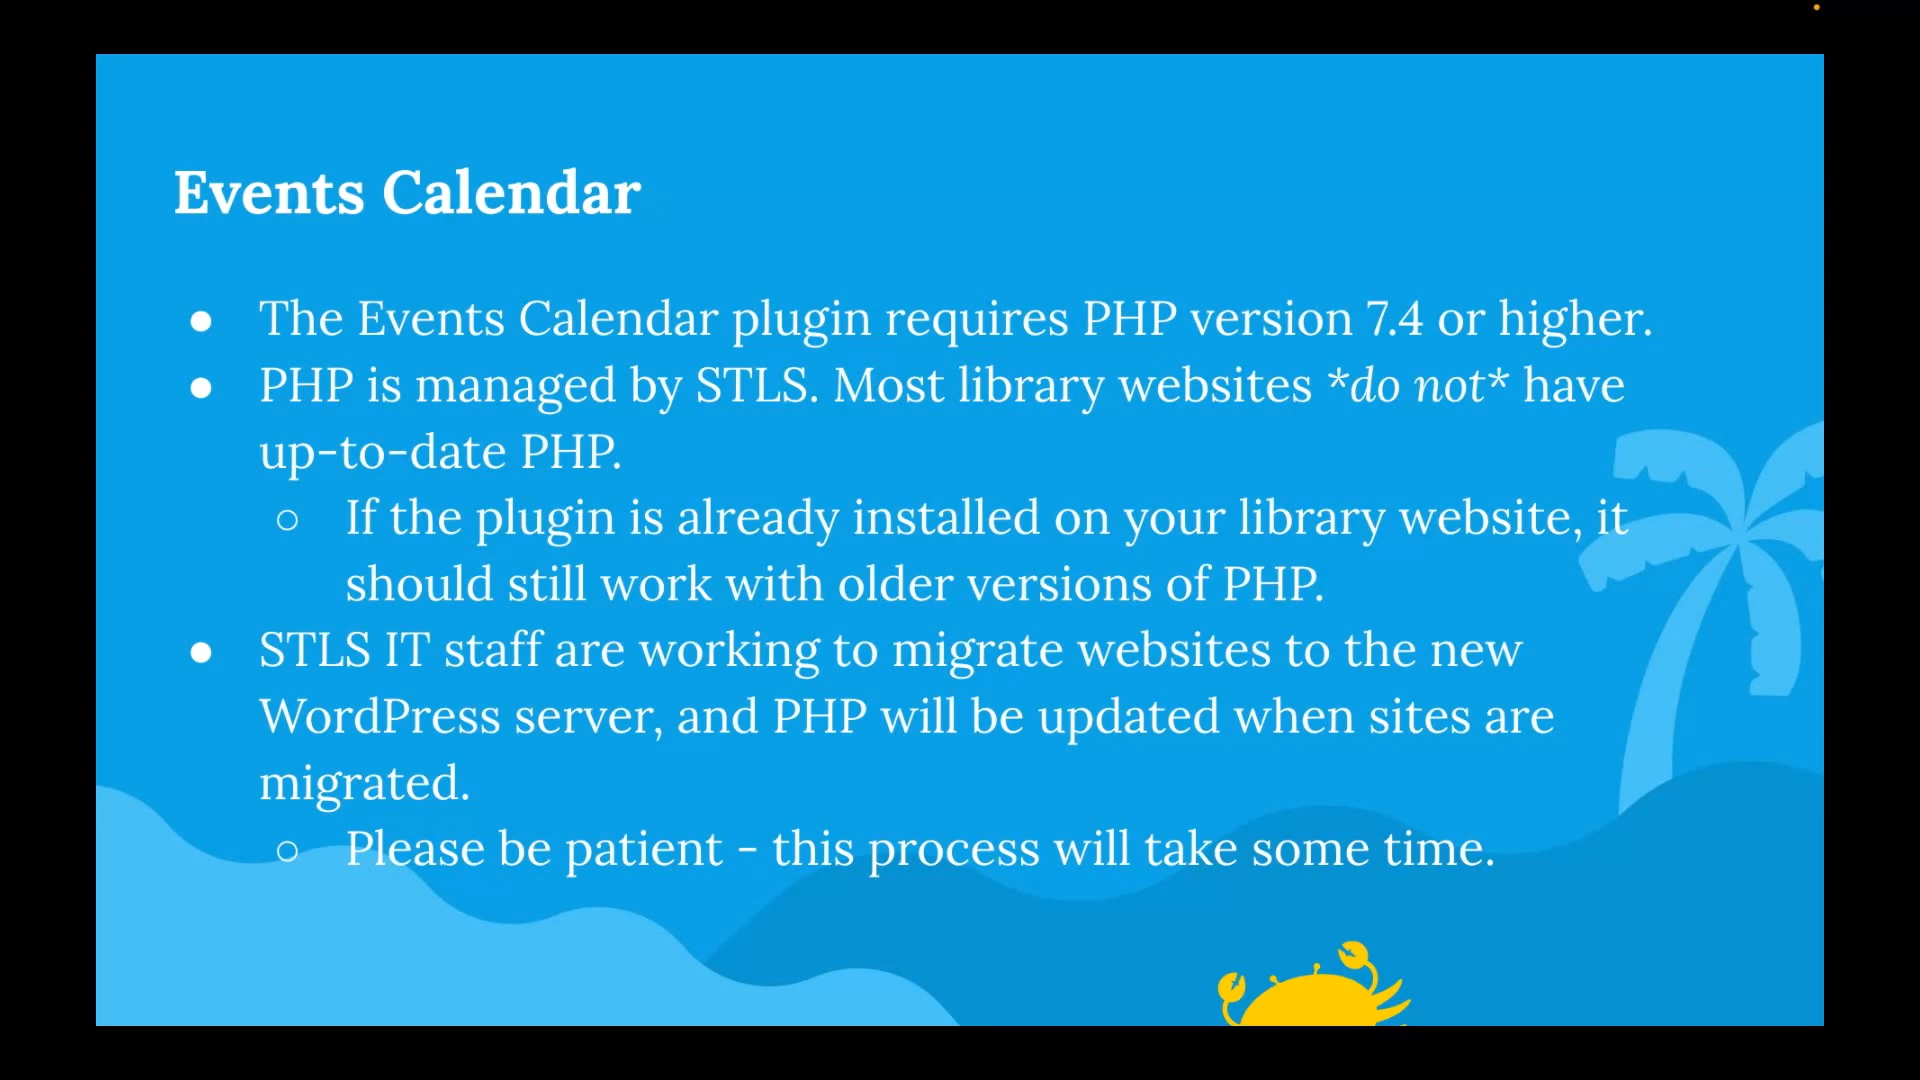 Events Calendar
● The Events Calendar plugin requires PHP version 7.4 or higher.
● PHP is managed by STLS. Most library websites *do not* have
up-to-date PHP.
○ If the plugin is already installed on your library website, it
should still work with older versions of PHP.
● STLS IT staff are working to migrate websites to the new
WordPress server, and PHP will be updated when sites are
migrated.
○ Please be patient - this process will take some time.